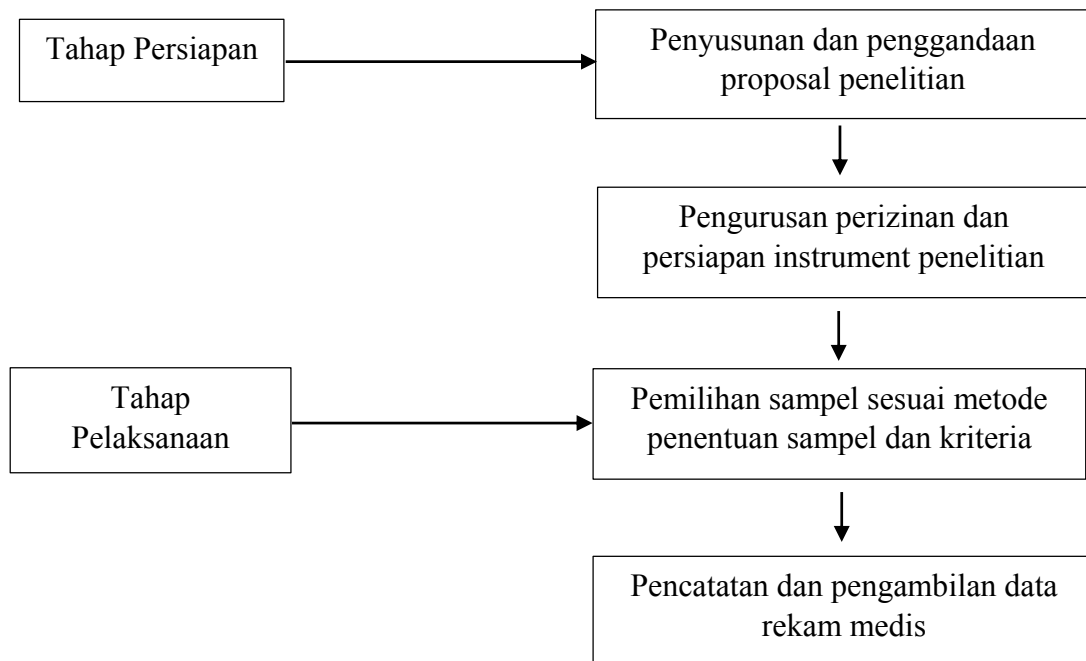 Tahap Persiapan
Penyusunan dan penggandaan
proposal penelitian
Pengurusan perizinan dan
persiapan instrument penelitian
Tahap
Pelaksanaan
Pemilihan sampel sesuai metode
penentuan sampel dan kriteria
Pencatatan dan pengambilan data
rekam medis